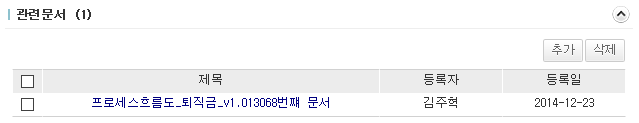 관련문서 (1)
추가 삭제
제목 등록자 등록일
프로세스흐름도_퇴직금_v1.013068번째 문서 김주혁 2014-12-23